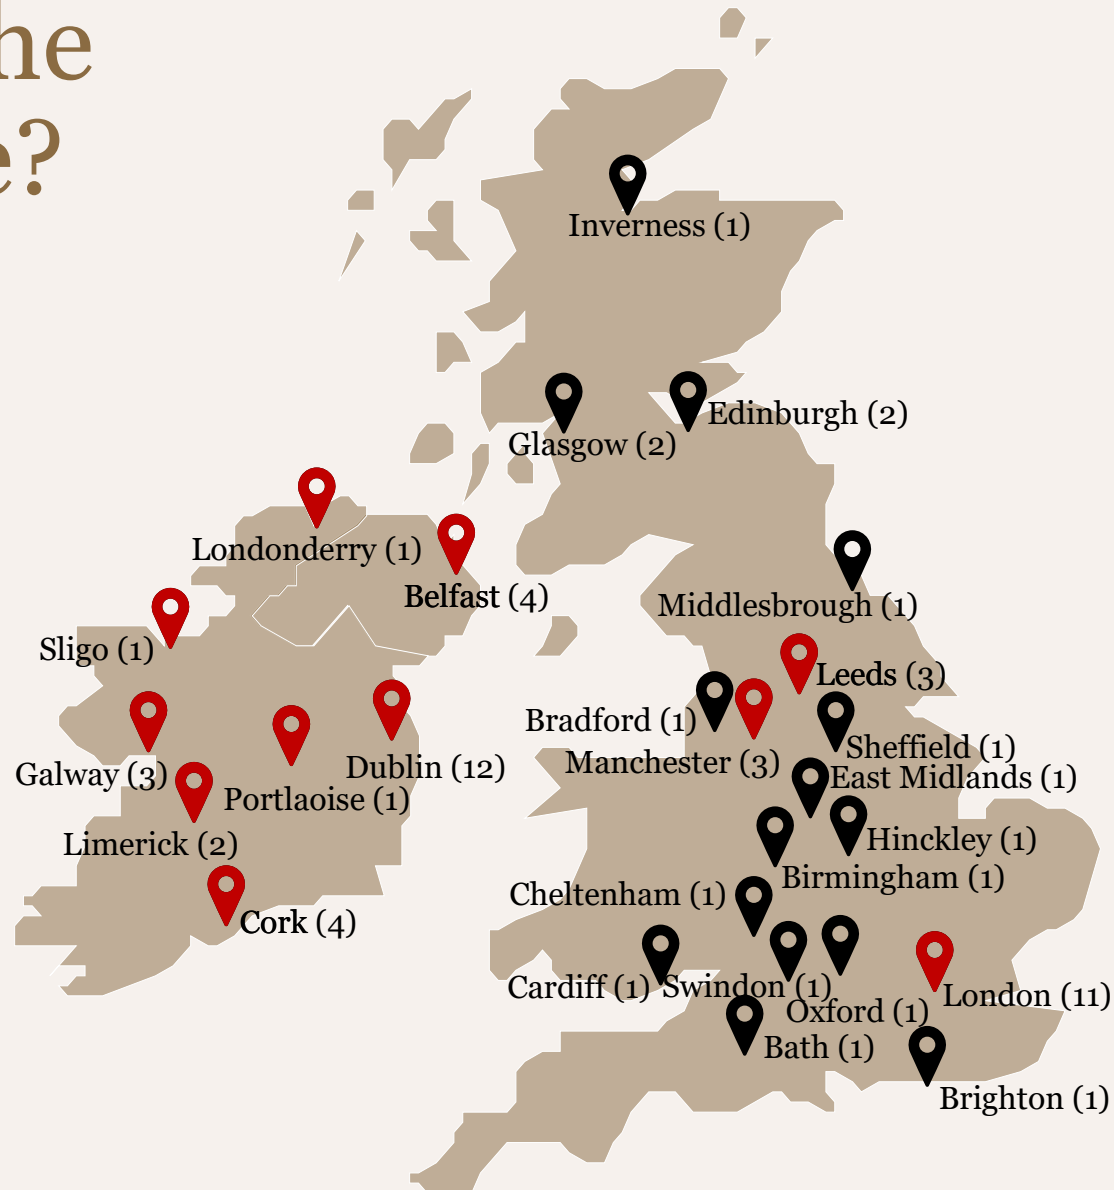 he
e?
Inverness (1)
Edinburgh (2)
Glasgow (2)
Londonderry (1)
Belfast (4)
Middlesbrough (1)
Sligo (1)
Leeds (3)
Bradford (1)
Sheffield (1)
Manchester (3)
Dublin (12)
Galway (3)
East Midlands (1)
Portlaoise (1)
Limerick (2)
Hinckley (1)
Birmingham (1)
Cheltenham (1)
Cork (4)
Cardiff (1)
Swindon (1)
London (11)
Oxford (1)
Bath (1)
Brighton (1)